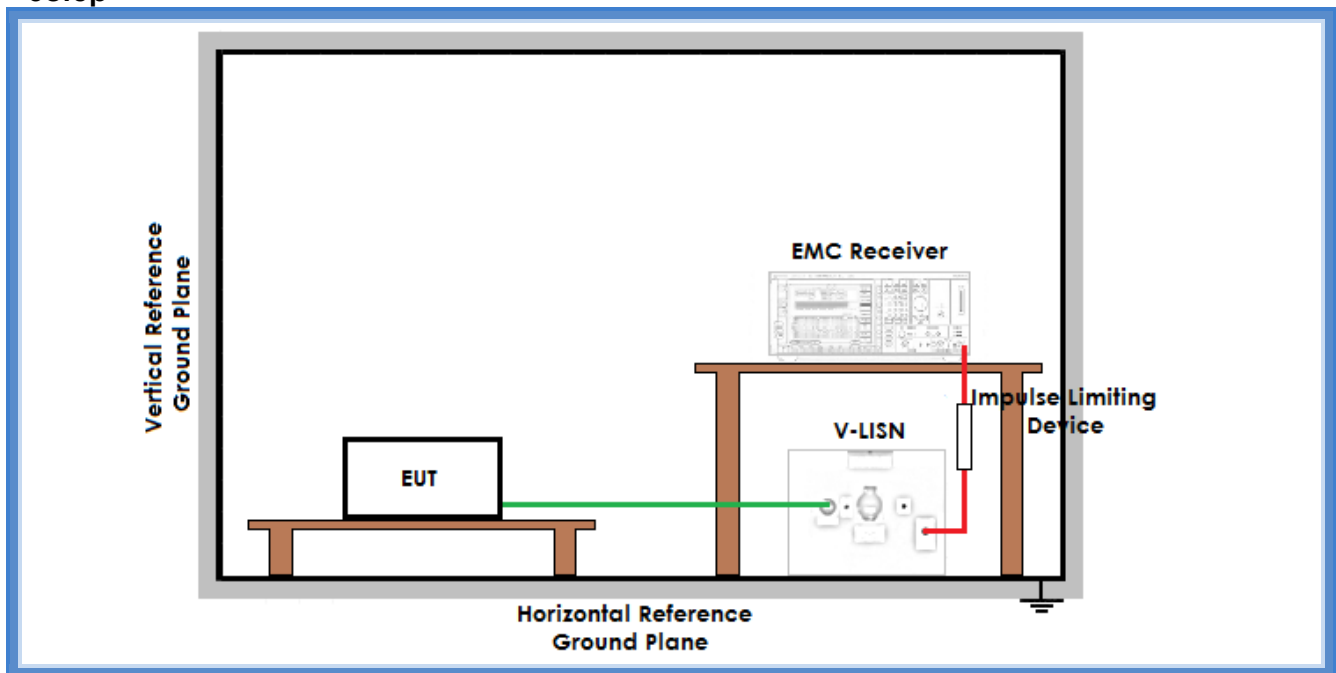 EMC Receiver
Vertical Reference
Ground Plane
Impulse Limiting
Device
V-LISN
EUT
Horizontal Reference
Ground Plane